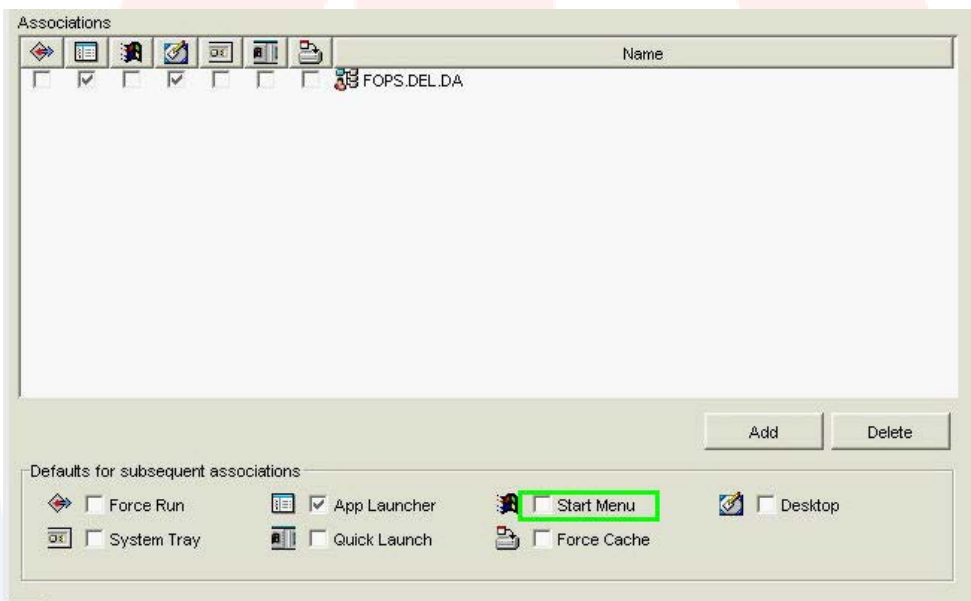 Associations
Name
FOPS.DEL.DA
Add Delete
Defaults for subsequent associations
Force Run App Launcher Start Menu Desktop
System Tray Quick Launch Force Cache